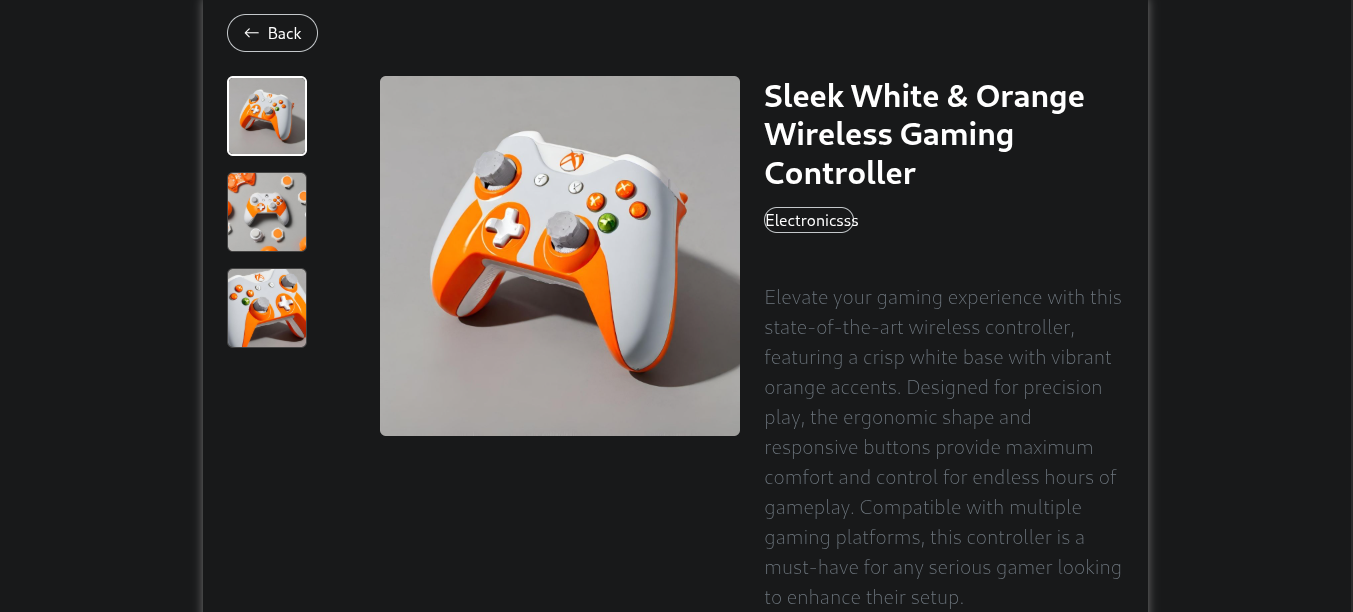 Back
Sleek White & Orange
Wireless Gaming
Controller
Electronicsss
Elevate your gaming experience with this
state-of-the-art wireless controller,
featuring a crisp white base with vibrant
orange accents. Designed for precision
play, the ergonomic shape and
responsive buttons provide maximum
comfort and control for endless hours of
gameplay. Compatible with multiple
gaming platforms, this controller is a
must-have for any serious gamer looking
to enhance their setup.